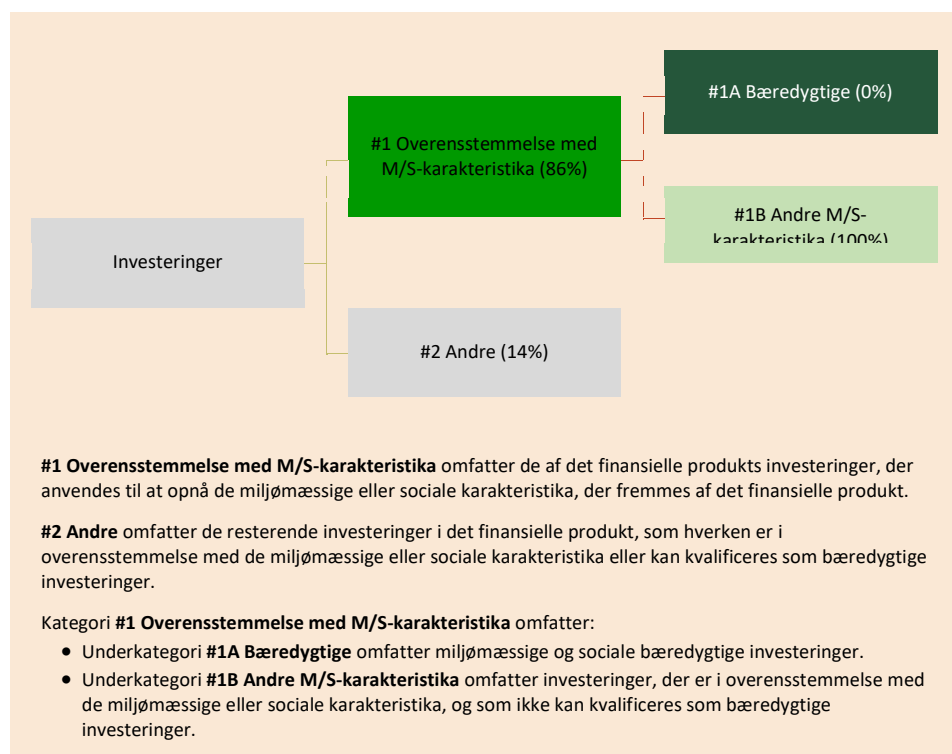 #1A Bæredygtige (0%)
#1 Overensstemmelse med
M/S-karakteristika (86%)
#1B Andre M/S-
karakteristika (100%)
Investeringer
#2 Andre (14%)
#1 Overensstemmelse med M/S-karakteristika omfatter de af det finansielle produkts investeringer, der
anvendes til at opnå de miljømæssige eller sociale karakteristika, der fremmes af det finansielle produkt.
#2 Andre omfatter de resterende investeringer i det finansielle produkt, som hverken er i
overensstemmelse med de miljømæssige eller sociale karakteristika eller kan kvalificeres som bæredygtige
investeringer.
Kategori #1 Overensstemmelse med M/S-karakteristika omfatter:
• Underkategori #1A Bæredygtige omfatter miljømæssige og sociale bæredygtige investeringer.
• Underkategori #1B Andre M/S-karakteristika omfatter investeringer, der er i overensstemmelse med
de miljømæssige eller sociale karakteristika, og som ikke kan kvalificeres som bæredygtige
investeringer.